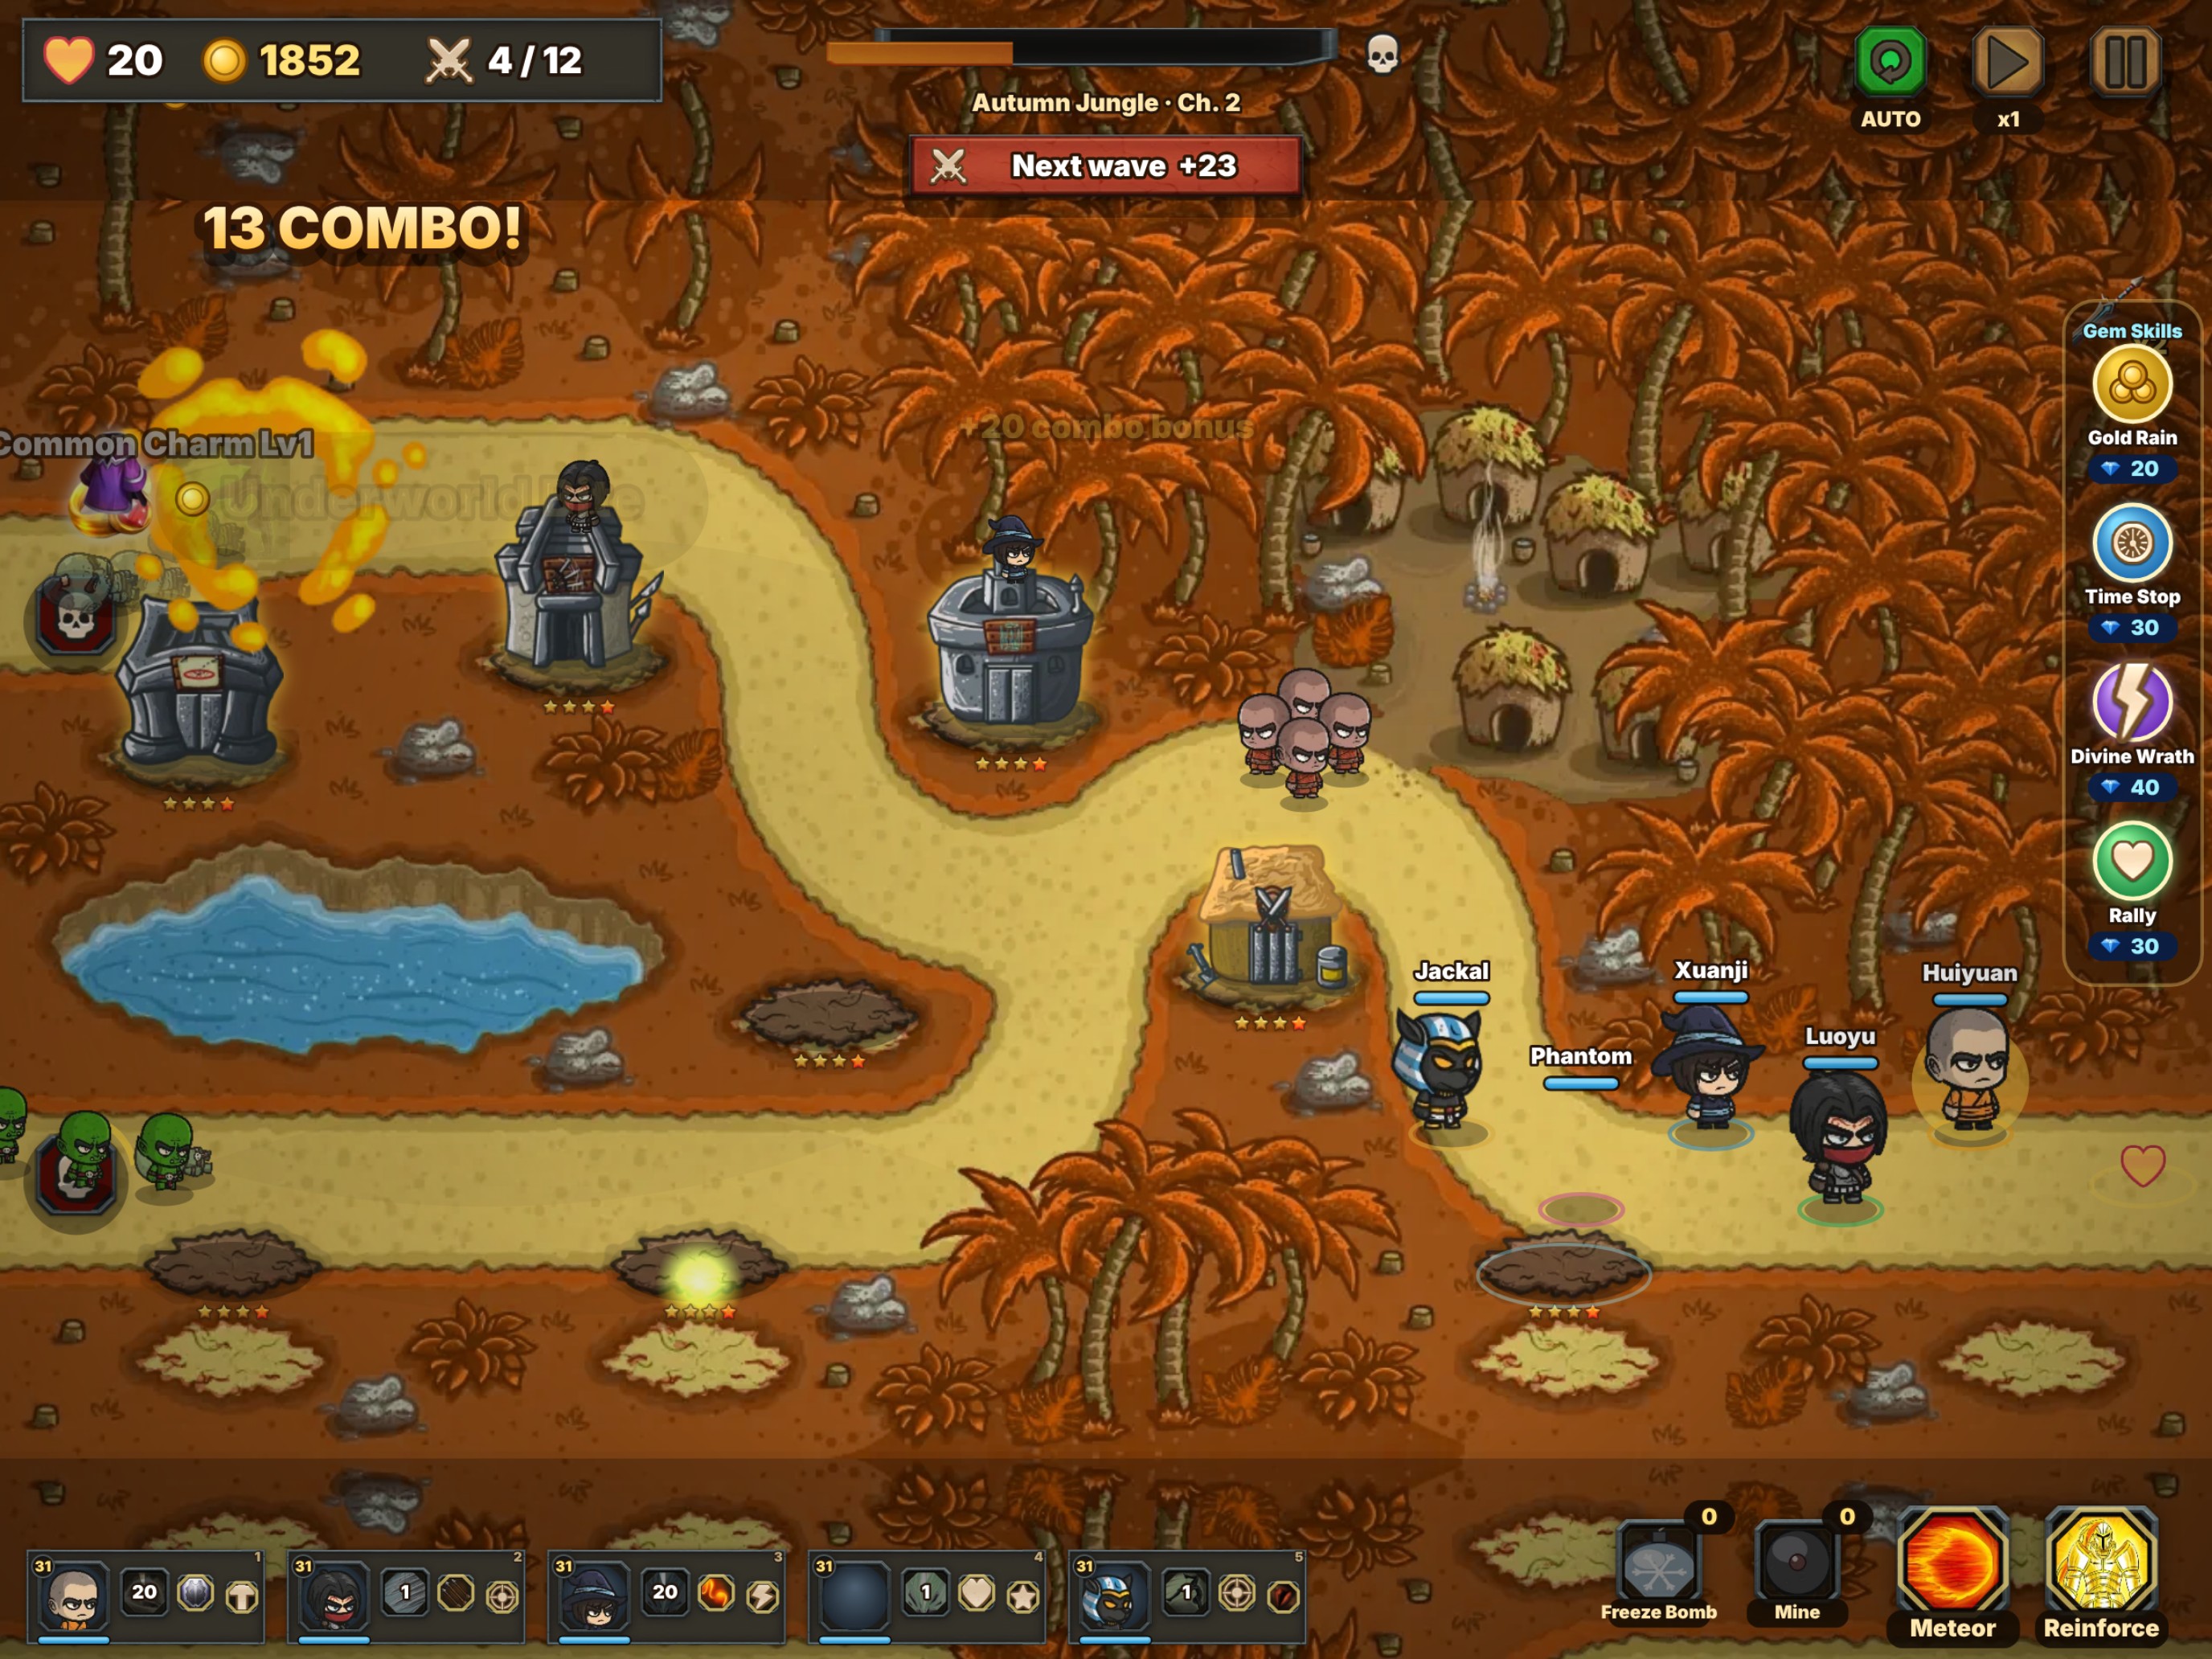 20
1852
4 / 12
Autumn Jungle · Ch. 2
Next wave +23
AUTO
x1
13 COMBO!
Gem Skills
Gold Rain
20
Time Stop
30
Divine Wrath
40
Rally
30
+20 combo bonus
Common Charm Lv1
Underworld
Jackal
Phantom
Xuanji
Luoyu
Huiyuan
31
20
1
31
1
2
31
20
3
31
1
4
31
1
5
0
Freeze Bomb
0
Mine
Meteor
Reinforce